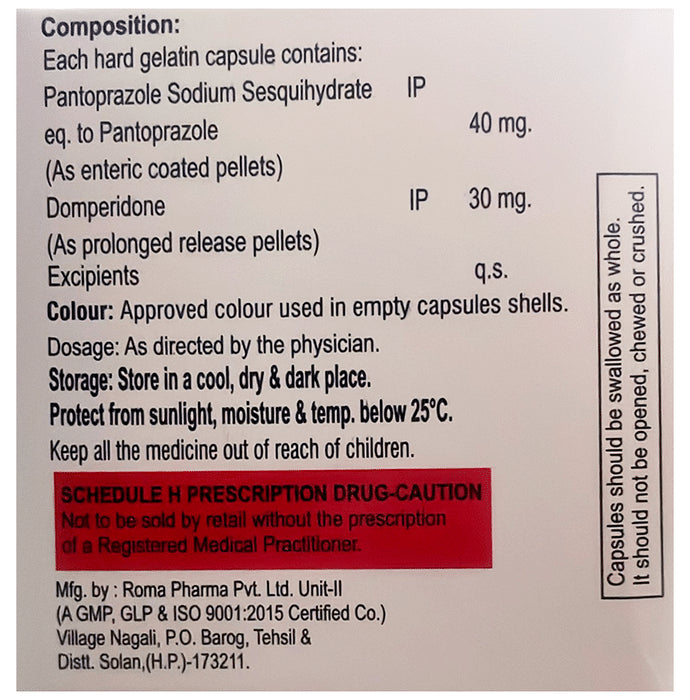 Composition:
Each hard gelatin capsule contains:
Pantoprazole Sodium Sesquihydrate IP
eq. to Pantoprazole 40 mg.
(As enteric coated pellets)
Domperidone IP 30 mg.
(As prolonged release pellets)
Excipients q.s.
Colour: Approved colour used in empty capsules shells.
Dosage: As directed by the physician.
Storage: Store in a cool, dry & dark place.
Protect from sunlight, moisture & temp. below 25°C.
Keep all the medicine out of reach of children.
SCHEDULE H PRESCRIPTION DRUG-CAUTION
Not to be sold by retail without the prescription
of a Registered Medical Practitioner.
Mfg. by : Roma Pharma Pvt. Ltd. Unit-II
(A GMP, GLP & ISO 9001:2015 Certified Co.)
Village Nagali, P.O. Barog, Tehsil &
Distt. Solan,(H.P.)-173211.
Capsules should be swallowed as whole.
It should not be opened, chewed or crushed.